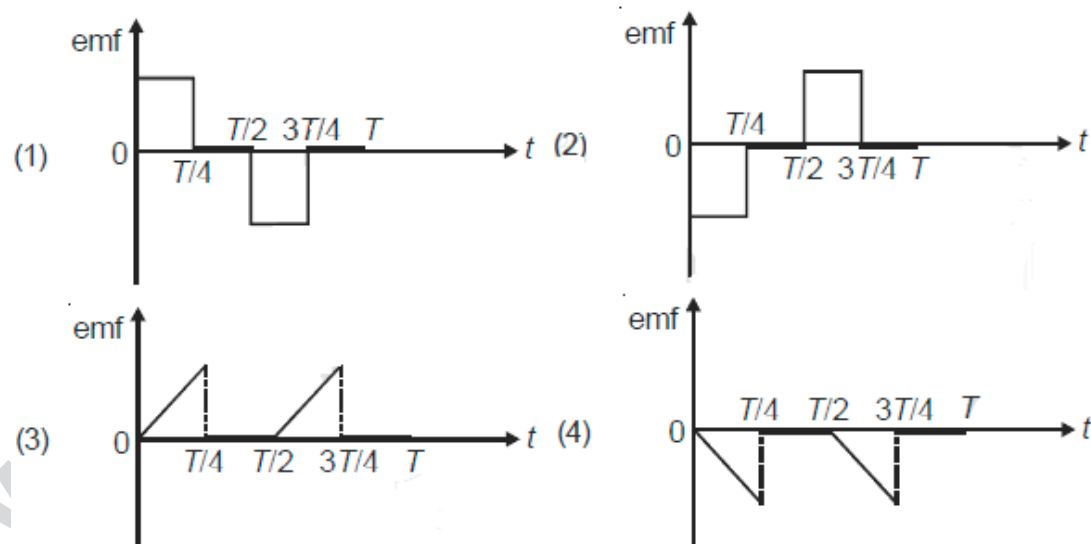 emf
T/2 3T/4 T
(1) 0 t
T/4
emf
T/4
(2) 0 t
T/2 3T/4 T
emf
(3) 0 t
T/4 T/2 3T/4 T
emf
T/4 T/2 3T/4 T
(4) 0 t